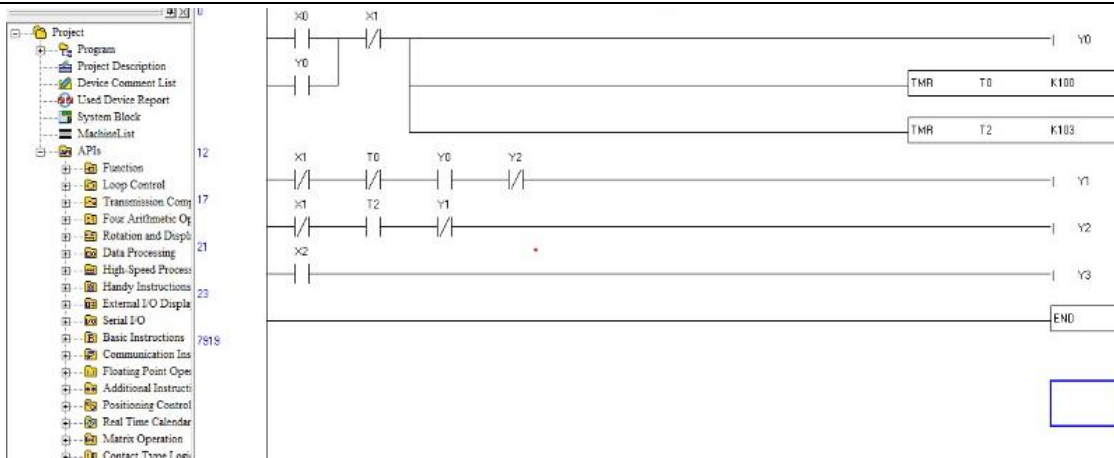 Project
Program
Project Description
Device Comment List
Used Device Report
System Block
MachineList
APIs
Function
Loop Control
Transmission Comp
Four Arithmetic Op
Rotation and Displ
Data Processing
High-Speed Process
Handy Instructions
External I/O Displa
Serial I/O
Basic Instructions
Communication Ins
Floating Point Oper
Additional Instructi
Positioning Control
Real Time Calendar
Matrix Operation
Contact Type Logi
0
X0 X1
Y0
Y0
TMR T0 K100
TMR T2 K103
12
X1 T0 Y0 Y2
Y1
17
X1 T2 Y1
Y2
21
X2
Y3
23
END
7919